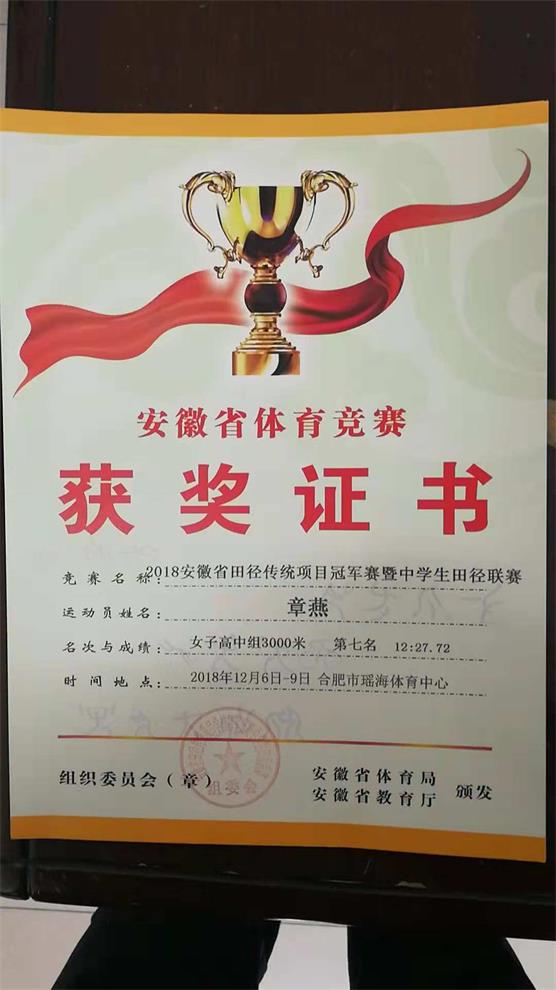 安徽省体育竞赛
获奖证书
竞赛名称:2018安徽省田径传统项目冠军赛暨中学生田径联赛
运动员姓名:章燕
名次与成绩:女子高中组3000米 第七名 12:27.72
时间地点:2018年12月6日-9日 合肥市瑶海体育中心
组织委员会(章)
组委会
安徽省体育局
安徽省教育厅
颁发